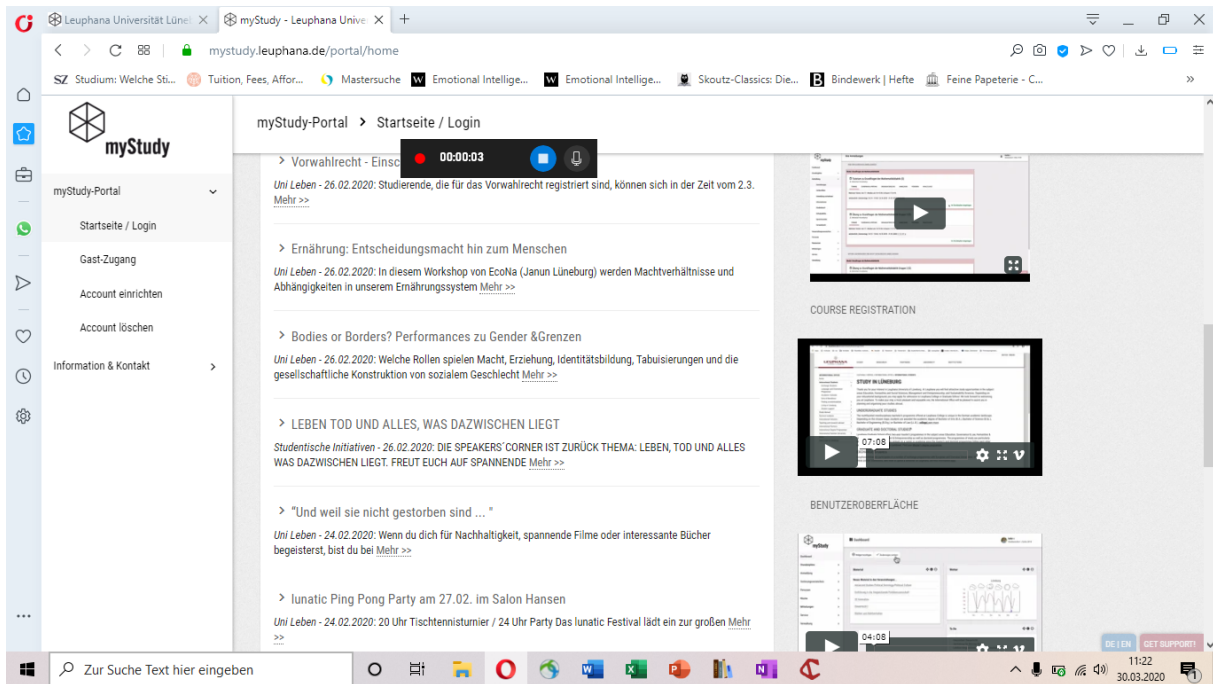 Leuphana Universität Lünel
myStudy - Leuphana Univer
mystudy.leuphana.de/portal/home
SZ Studium: Welche Sti...
Tuition, Fees, Affor...
Mastersuche
W Emotional Intellige...
W Emotional Intellige...
Skoutz-Classics: Die...
B Bindewerk | Hefte
Feine Papeterie - C...
»
myStudy
myStudy-Portal > Startseite / Login
00:00:03
myStudy-Portal
Startseite / Login
Gast-Zugang
Account einrichten
Account löschen
Information & Kontakt
> Vorwahlrecht - Einsc
Uni Leben - 26.02.2020: Studierende, die für das Vorwahlrecht registriert sind, können sich in der Zeit vom 2.3.
Mehr >>
> Ernährung: Entscheidungsmacht hin zum Menschen
Uni Leben - 26.02.2020: In diesem Workshop von EcoNa (Janun Lüneburg) werden Machtverhältnisse und
Abhängigkeiten in unserem Ernährungssystem Mehr >>
> Bodies or Borders? Performances zu Gender &Grenzen
Uni Leben - 26.02.2020: Welche Rollen spielen Macht, Erziehung, Identitätsbildung, Tabuisierungen und die
gesellschaftliche Konstruktion von sozialem Geschlecht Mehr >>
> LEBEN TOD UND ALLES, WAS DAZWISCHEN LIEGT
Studentische Initiativen - 26.02.2020: DIE SPEAKERS´CORNER IST ZURÜCK THEMA: LEBEN, TOD UND ALLES
WAS DAZWISCHEN LIEGT. FREUT EUCH AUF SPANNENDE Mehr >>
> "Und weil sie nicht gestorben sind ... "
Uni Leben - 24.02.2020: Wenn du dich für Nachhaltigkeit, spannende Filme oder interessante Bücher
begeisterst, bist du bei Mehr >>
> lunatic Ping Pong Party am 27.02. im Salon Hansen
Uni Leben - 24.02.2020: 20 Uhr Tischtennisturnier / 24 Uhr Party Das lunatic Festival lädt ein zur großen Mehr
>>
COURSE REGISTRATION
STUDY IN LÜNEBURG
07:08
BENUTZEROBERFLÄCHE
myStudy
Dashboard
04:08
DE | EN
GET SUPPORT!
Zur Suche Text hier eingeben
11:22
30.03.2020